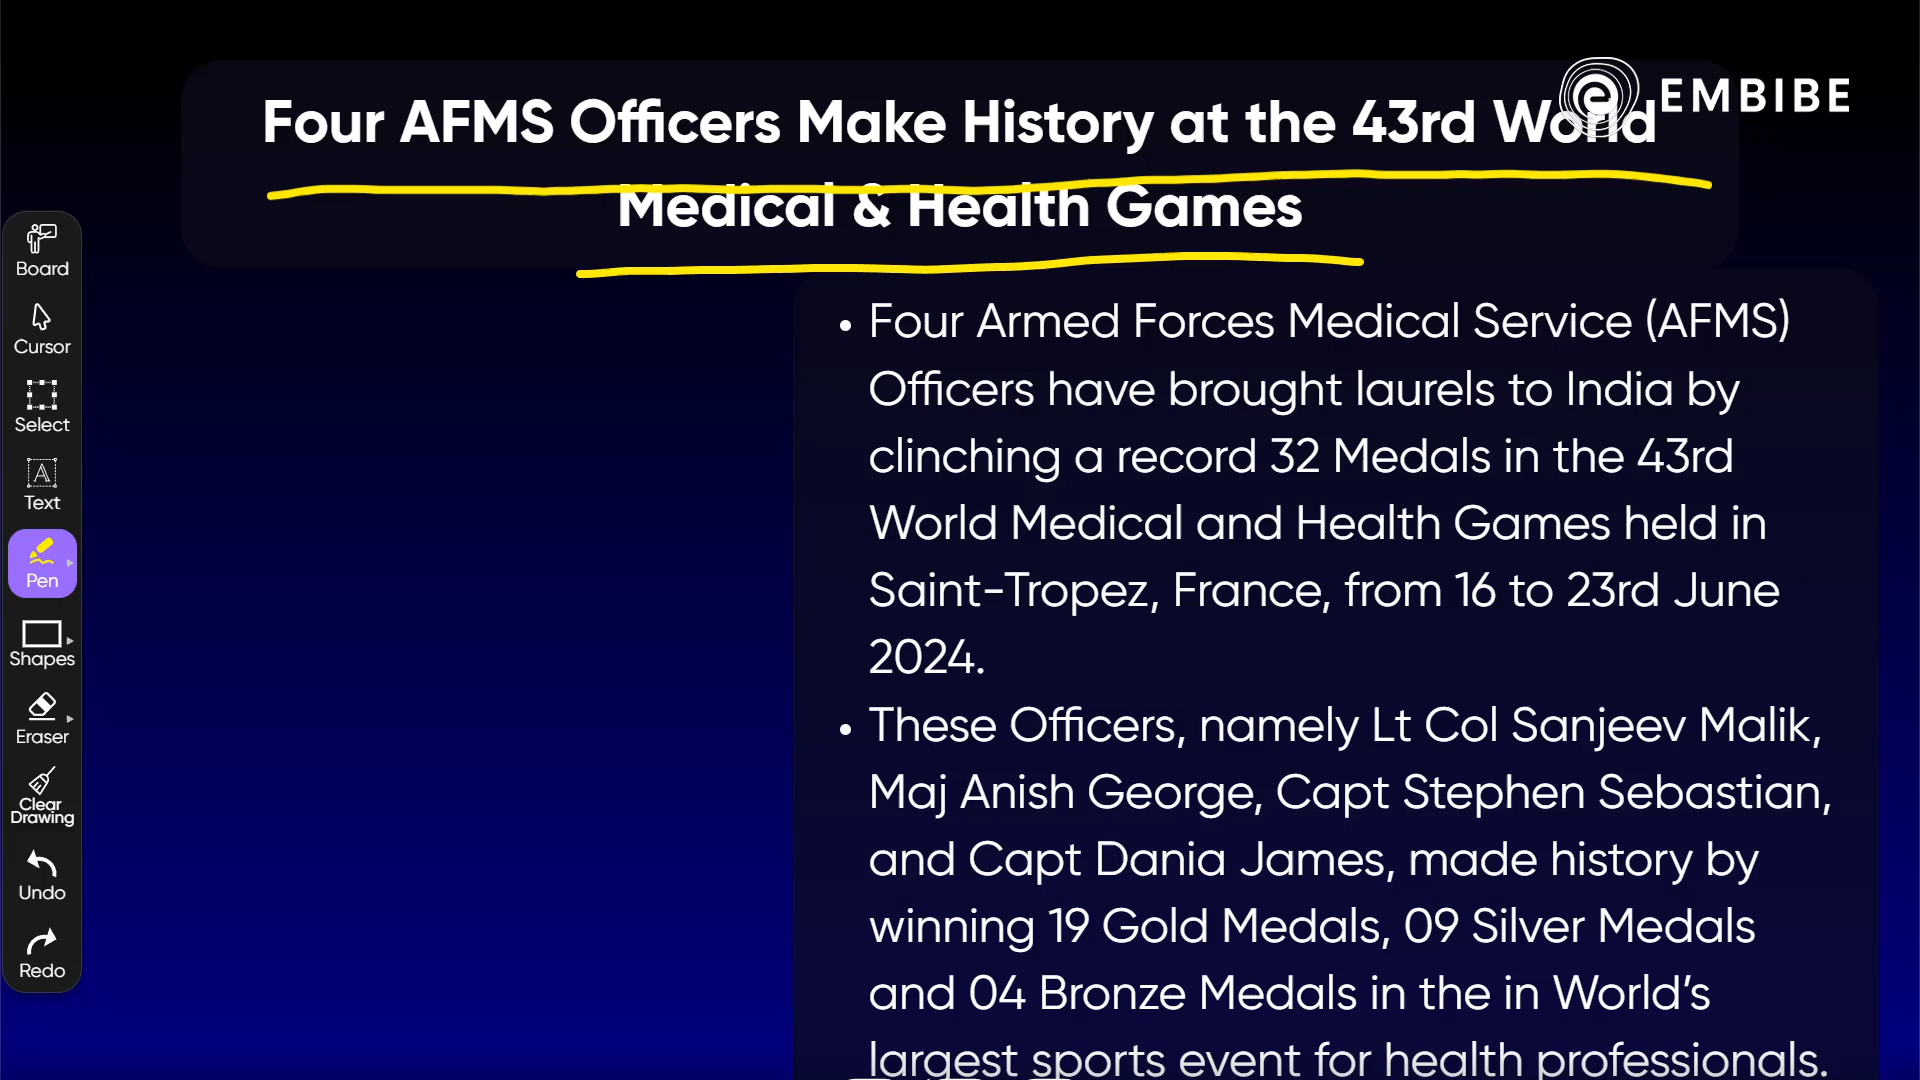 EMBIBE
Four AFMS Officers Make History at the 43rd World
Medical & Health Games
• Four Armed Forces Medical Service (AFMS)
Officers have brought laurels to India by
clinching a record 32 Medals in the 43rd
World Medical and Health Games held in
Saint-Tropez, France, from 16 to 23rd June
2024.
• These Officers, namely Lt Col Sanjeev Malik,
Maj Anish George, Capt Stephen Sebastian,
and Capt Dania James, made history by
winning 19 Gold Medals, 09 Silver Medals
and 04 Bronze Medals in the in World’s
largest sports event for health professionals.
Board
Cursor
Select
A
Text
Pen
Shapes
Eraser
Clear
Drawing
Undo
Redo